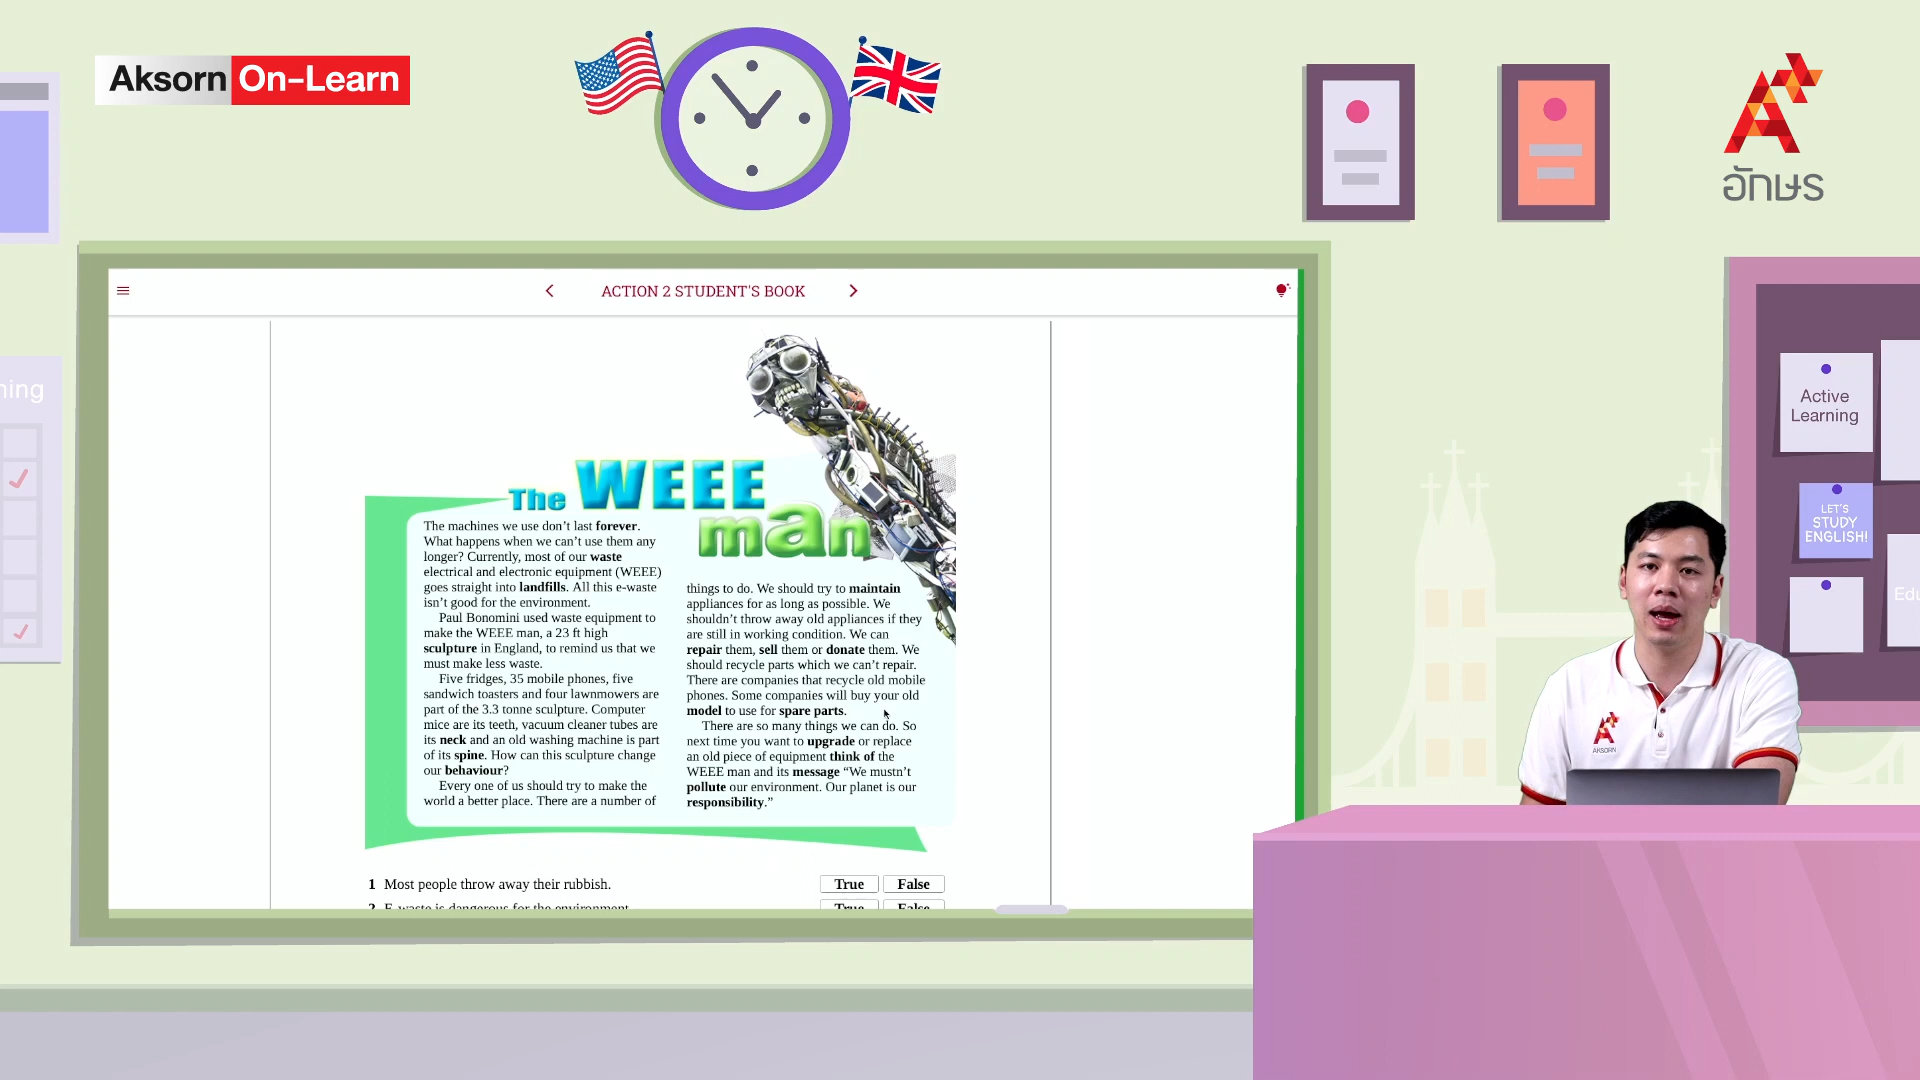 Aksorn On-Learn
อักษร
ning
ACTION 2 STUDENT'S BOOK
The WEEE
man
The machines we use don't last forever.
What happens when we can't use them any
longer? Currently, most of our waste
electrical and electronic equipment (WEEE)
goes straight into landfills. All this e-waste
isn't good for the environment.
Paul Bonomini used waste equipment to
make the WEEE man, a 23 ft high
sculpture in England, to remind us that we
must make less waste.
Five fridges, 35 mobile phones, five
sandwich toasters and four lawnmowers are
part of the 3.3 tonne sculpture. Computer
mice are its teeth, vacuum cleaner tubes are
its neck and an old washing machine is part
of its spine. How can this sculpture change
our behaviour?
Every one of us should try to make the
world a better place. There are a number of
things to do. We should try to maintain
appliances for as long as possible. We
shouldn't throw away old appliances if they
are still in working condition. We can
repair them, sell them or donate them. We
should recycle parts which we can't repair.
There are companies that recycle old mobile
phones. Some companies will buy your old
model to use for spare parts.
There are so many things we can do. So
next time you want to upgrade or replace
an old piece of equipment think of the
WEEE man and its message “We mustn't
pollute our environment. Our planet is our
responsibility.”
1 Most people throw away their rubbish. True False
2 E-waste is dangerous for the environment. True False
Active
Learning
LET'S
STUDY
ENGLISH!
Edu
AKSORN